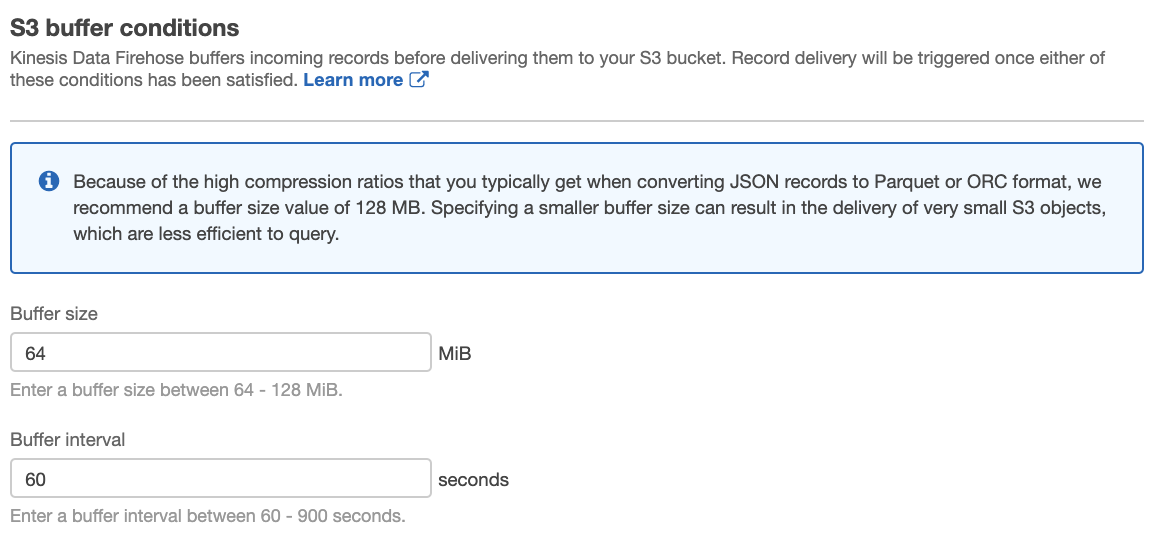 S3 buffer conditions
Kinesis Data Firehose buffers incoming records before delivering them to your S3 bucket. Record delivery will be triggered once either of
these conditions has been satisfied. Learn more
Because of the high compression ratios that you typically get when converting JSON records to Parquet or ORC format, we
recommend a buffer size value of 128 MB. Specifying a smaller buffer size can result in the delivery of very small S3 objects,
which are less efficient to query.
Buffer size
64 MiB
Enter a buffer size between 64 - 128 MiB.
Buffer interval
60 seconds
Enter a buffer interval between 60 - 900 seconds.